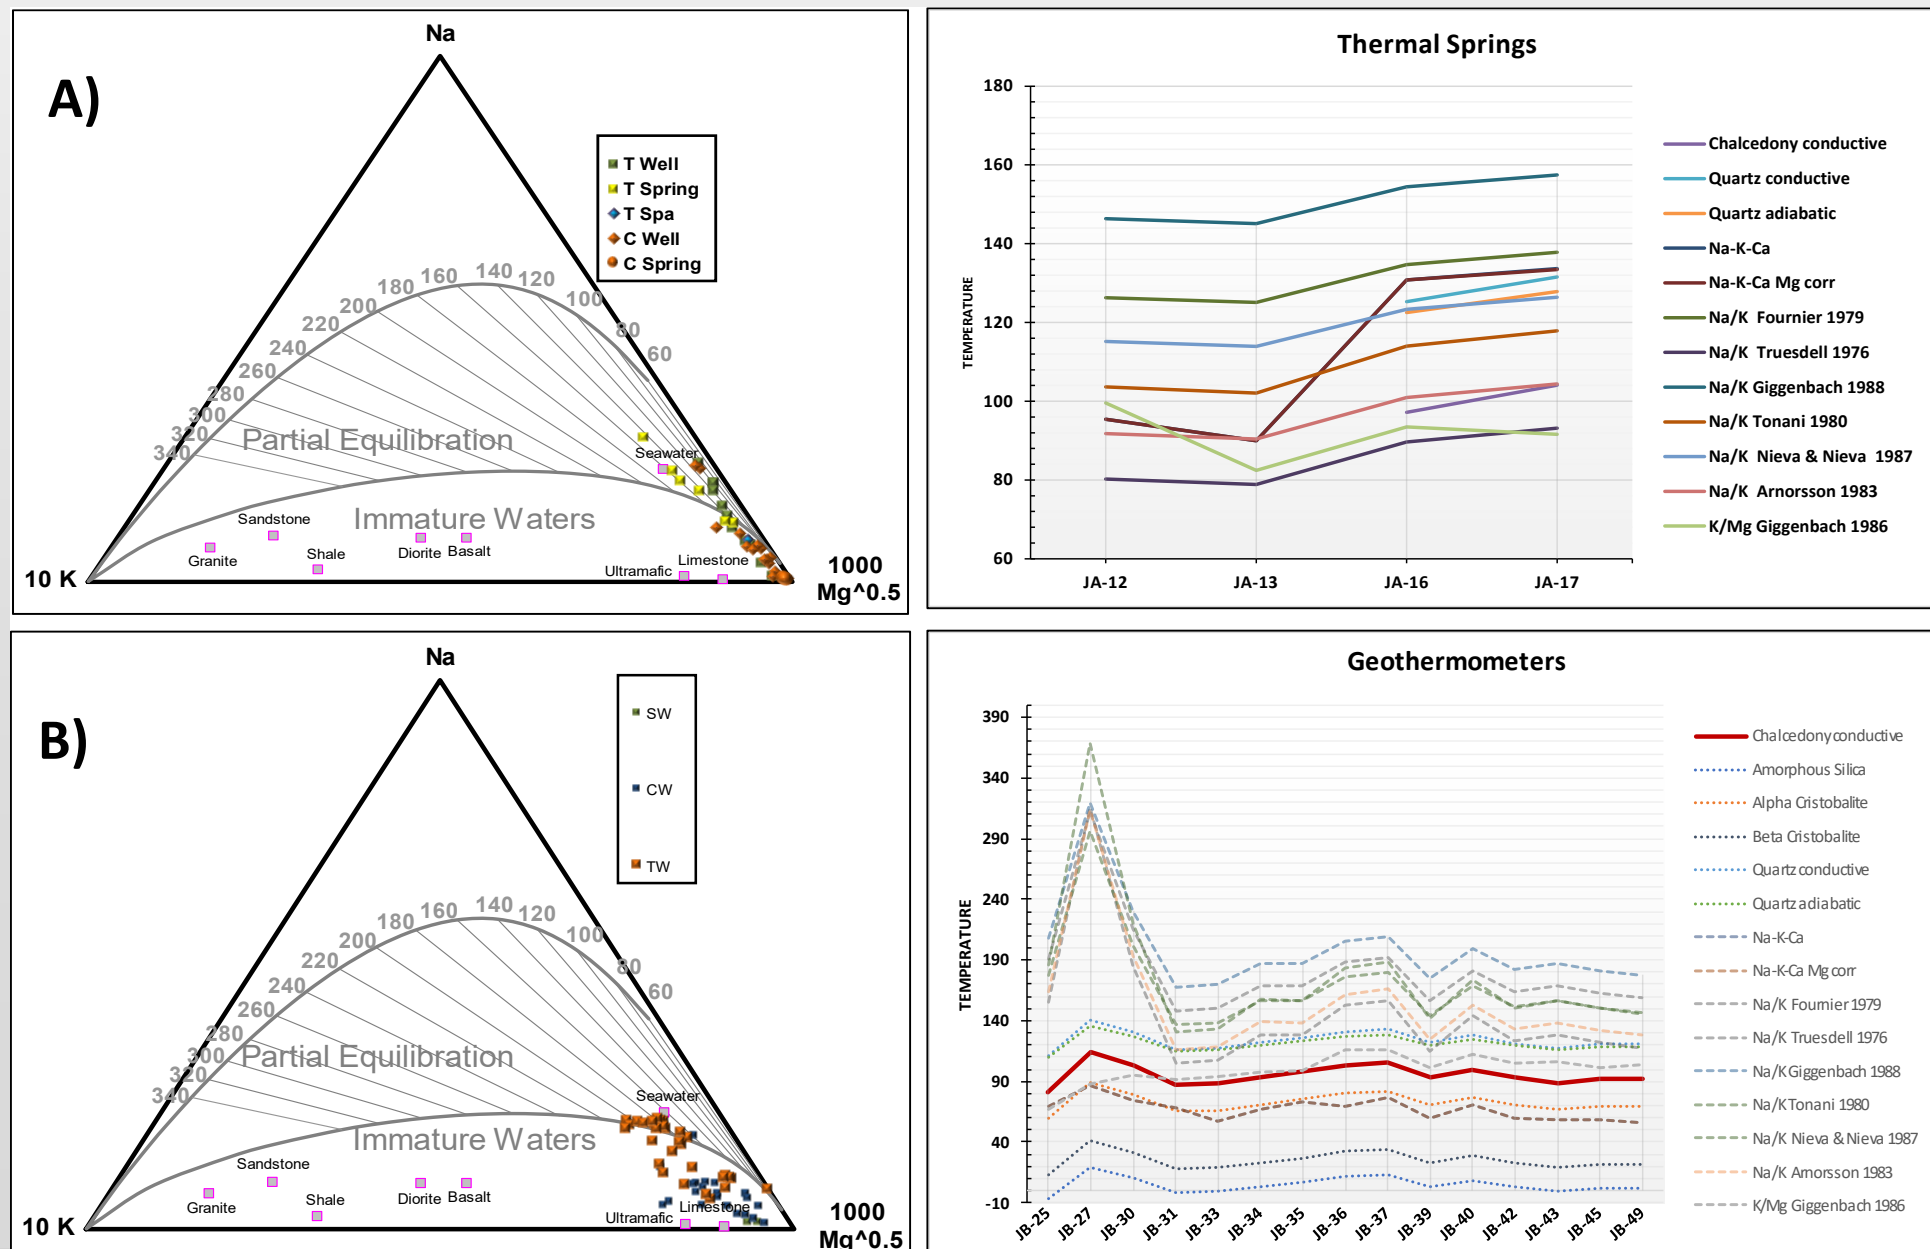 A)
Na
T Well
T Spring
T Spa
C Well
C Spring
160
140
120
180
100
200
80
220
60
240
260
280
300
320
340
Partial Equilibration
Seawater
Immature Waters
Sandstone
Granite
Shale
Diorite
Basalt
Ultramafic
Limestone
10 K
1000
Mg^0.5
Thermal Springs
TEMPERATURE
180
160
140
120
100
80
60
JA-12
JA-13
JA-16
JA-17
Chalcedony conductive
Quartz conductive
Quartz adiabatic
Na-K-Ca
Na-K-Ca Mg corr
Na/K Fournier 1979
Na/K Truesdell 1976
Na/K Giggenbach 1988
Na/K Tonani 1980
Na/K Nieva & Nieva 1987
Na/K Arnorsson 1983
K/Mg Giggenbach 1986
B)
Na
SW
CW
TW
160
140
120
180
100
200
80
220
60
240
260
280
300
320
340
Partial Equilibration
Seawater
Immature Waters
Sandstone
Granite
Shale
Diorite
Basalt
Ultramafic
Limestone
10 K
1000
Mg^0.5
Geothermometers
TEMPERATURE
390
340
290
240
190
140
90
40
-10
JB-25
JB-27
JB-30
JB-31
JB-33
JB-34
JB-35
JB-36
JB-37
JB-39
JB-40
JB-42
JB-43
JB-45
JB-49
Chalcedony conductive
Amorphous Silica
Alpha Cristobalite
Beta Cristobalite
Quartz conductive
Quartz adiabatic
Na-K-Ca
Na-K-Ca Mg corr
Na/K Fournier 1979
Na/K Truesdell 1976
Na/K Giggenbach 1988
Na/K Tonani 1980
Na/K Nieva & Nieva 1987
Na/K Arnorsson 1983
K/Mg Giggenbach 1986